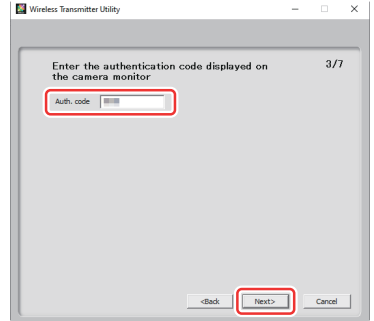 Wireless Transmitter Utility
Enter the authentication code displayed on
the camera monitor
3/7
Auth. code
<Back
Next>
Cancel